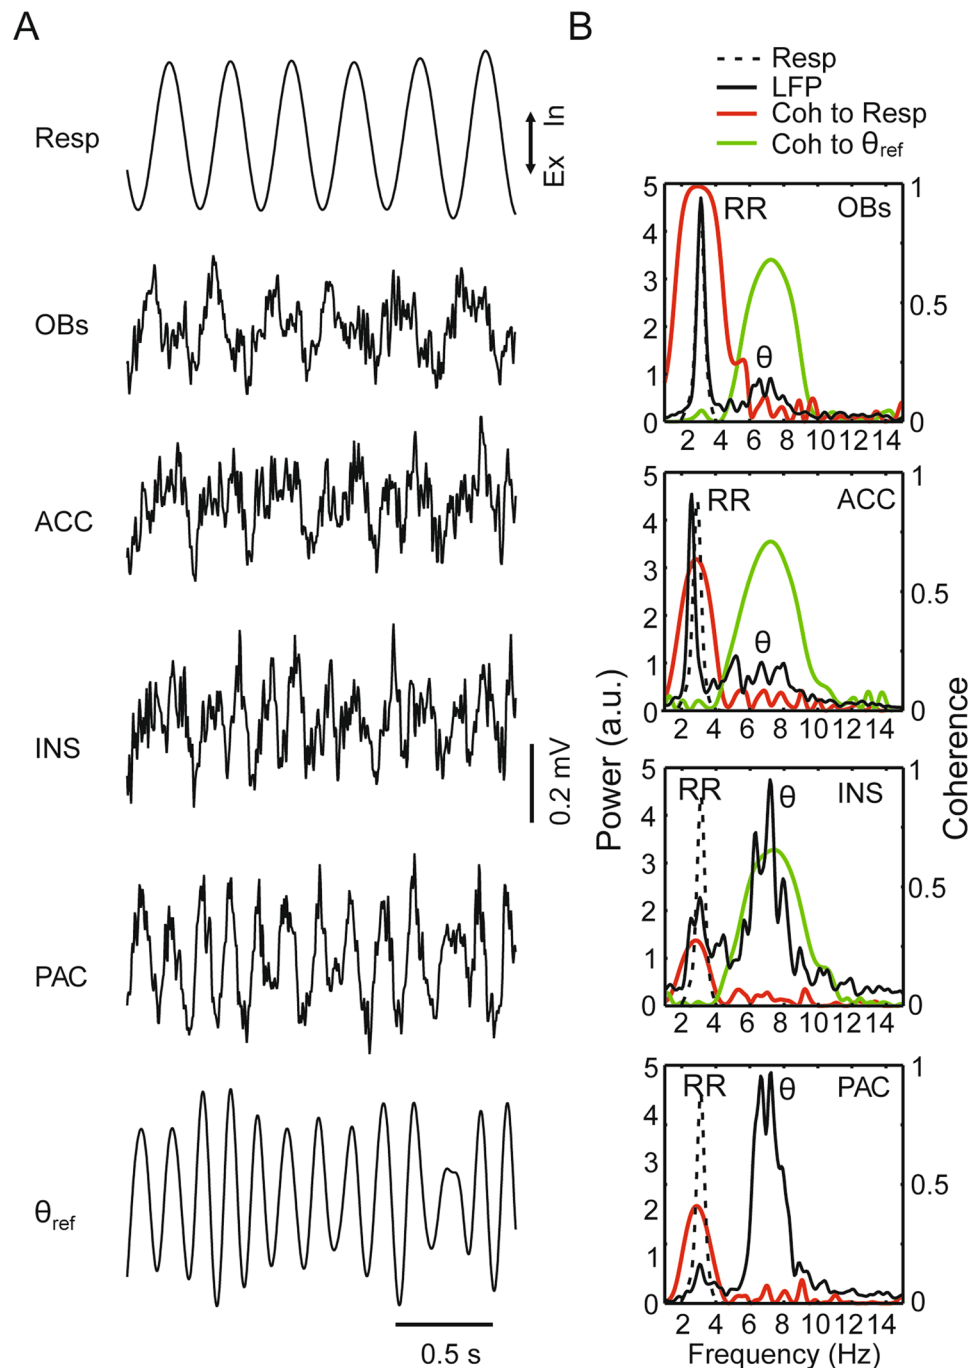 A
Resp
Ex In
OBs
ACC
INS
0.2 mV
PAC
θref
0.5 s
B
Resp
LFP
Coh to Resp
Coh to θref
5
4
3
2
1
0
RR
OBs
θ
1
0.5
0
2 4 6 8 10 12 14
5
4
3
2
1
0
RR
ACC
θ
1
0.5
0
2 4 6 8 10 12 14
5
4
3
2
1
0
RR
θ
INS
1
0.5
0
2 4 6 8 10 12 14
5
4
3
2
1
0
RR
θ
PAC
1
0.5
0
2 4 6 8 10 12 14
Power (a.u.)
Coherence
Frequency (Hz)